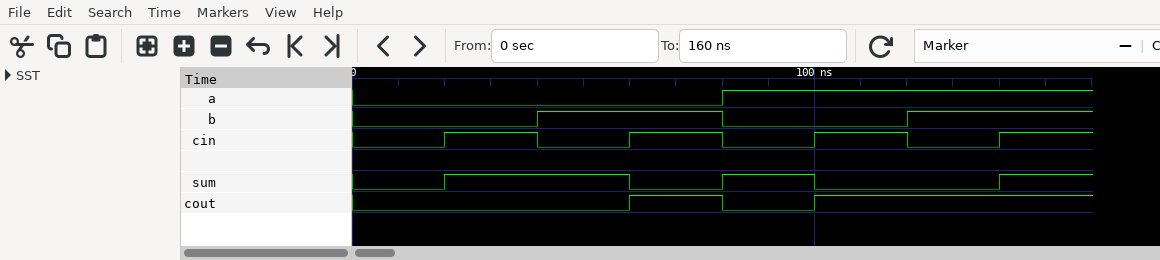 File Edit Search Time Markers View Help
From: 0 sec To: 160 ns Marker
SST
Time
0 100 ns
a
b
cin
sum
cout